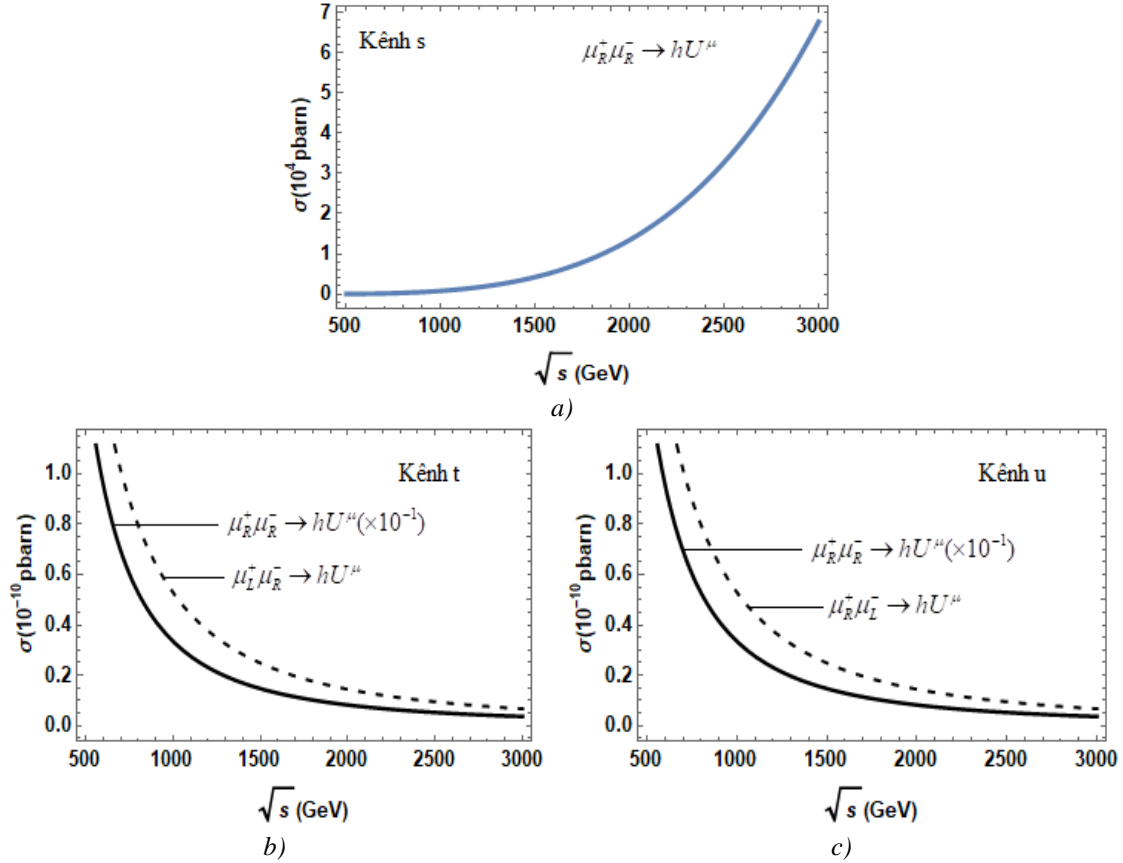 Kênh s
μ_R^+ μ_R^- → hU^μ
7
6
5
4
3
2
1
0
σ(10^4 pbarn)
500 1000 1500 2000 2500 3000
√s (GeV)
a)
Kênh t
μ_R^+ μ_R^- → hU^μ(×10^-1)
μ_L^+ μ_R^- → hU^μ
1.0
0.8
0.6
0.4
0.2
0.0
σ(10^-10 pbarn)
500 1000 1500 2000 2500 3000
√s (GeV)
b)
Kênh u
μ_R^+ μ_R^- → hU^μ(×10^-1)
μ_R^+ μ_L^- → hU^μ
1.0
0.8
0.6
0.4
0.2
0.0
σ(10^-10 pbarn)
500 1000 1500 2000 2500 3000
√s (GeV)
c)